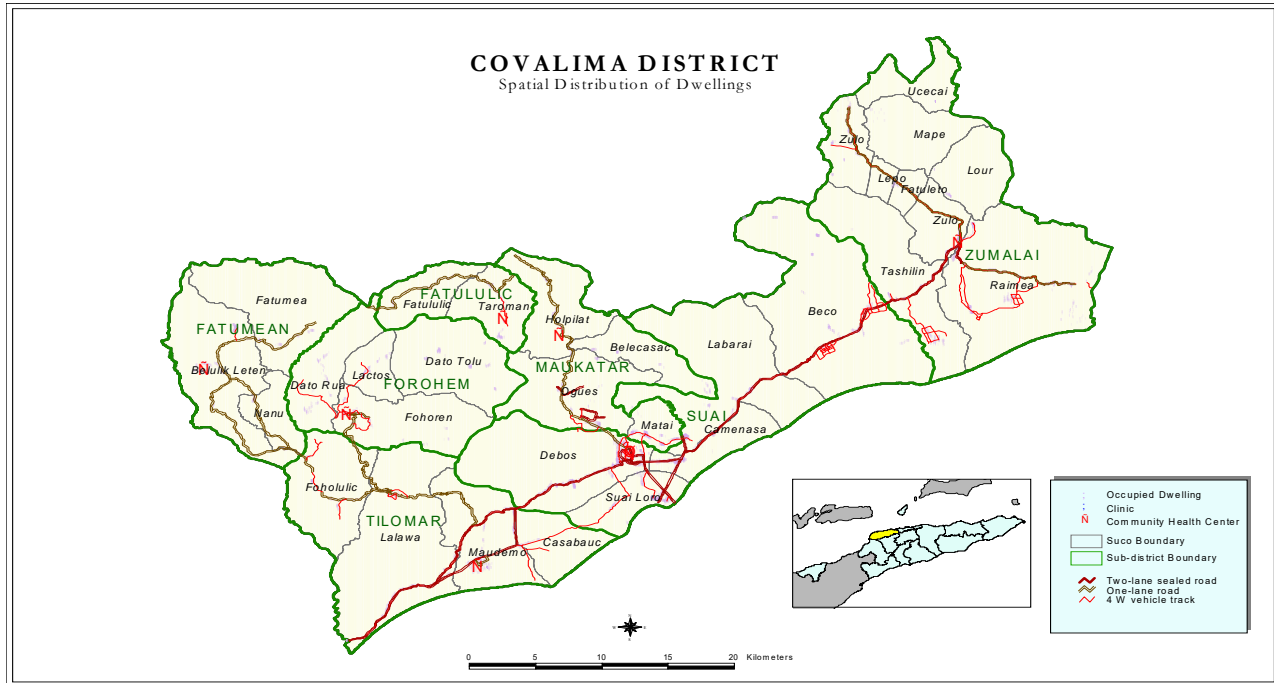 COVALIMA DISTRICT
Spatial Distribution of Dwellings
Ucecai
Zulo
Mape
Lour
Lepo
Fatuleto
Zulo
ZUMALAI
Tashilin
Raimea
Fatumea
FATUMEAN
FATULULIC
Fatululic
Taroman
Holpilat
Beco
Labarai
Belecasac
Belulik Leten
Dato Rua
Lactos
Dato Tolu
FOROHEM
MAUKATAR
Ogues
Nanu
Fohoren
SUAI
Matai
Camenasa
Debos
Foholulic
Suai Loro
TILOMAR
Lalawa
Maudemo
Casabauc
Ñ
Ñ
Ñ
Ñ
Ñ
Ñ
Occupied Dwelling
Clinic
Ñ Community Health Center
Suco Boundary
Sub-district Boundary
Two-lane sealed road
One-lane road
4 W vehicle track
0 5 10 15 20 Kilometers